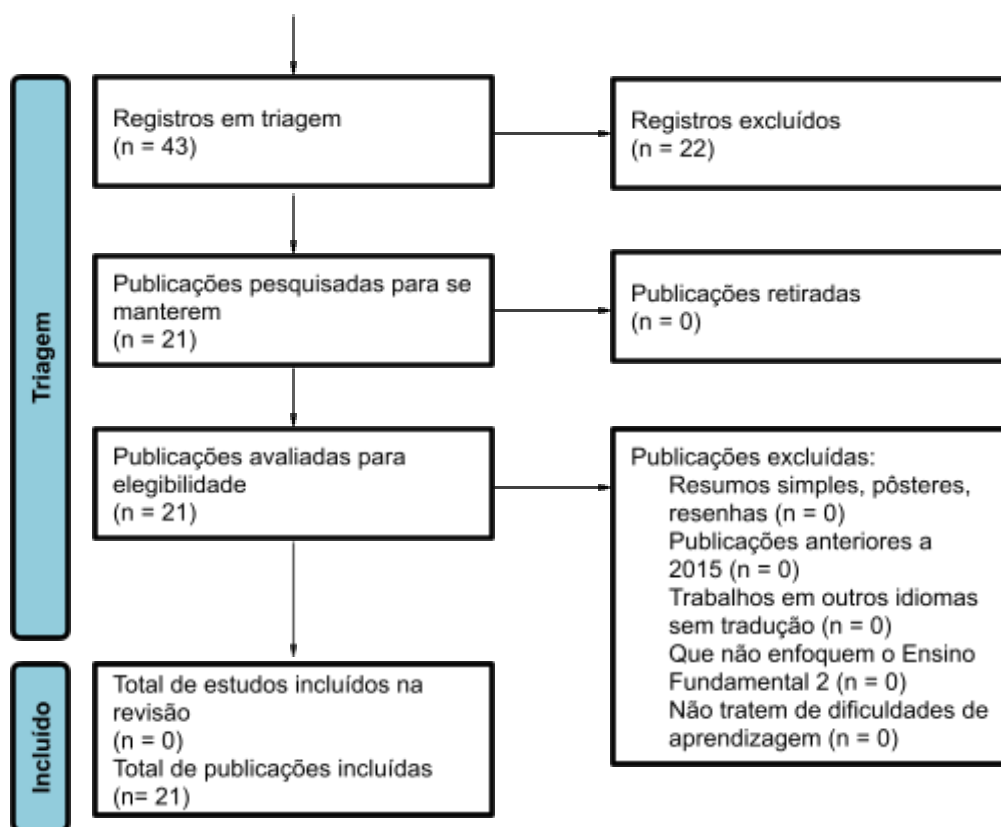 Triagem
Registros em triagem
(n = 43)
Registros excluídos
(n = 22)
Publicações pesquisadas para se
manterem
(n = 21)
Publicações retiradas
(n = 0)
Publicações avaliadas para
elegibilidade
(n = 21)
Publicações excluídas:
Resumos simples, pôsteres,
resenhas (n = 0)
Publicações anteriores a
2015 (n = 0)
Trabalhos em outros idiomas
sem tradução (n = 0)
Que não enfoquem o Ensino
Fundamental 2 (n = 0)
Não tratem de dificuldades de
aprendizagem (n = 0)
Incluído
Total de estudos incluídos na
revisão
(n = 0)
Total de publicações incluídas
(n= 21)